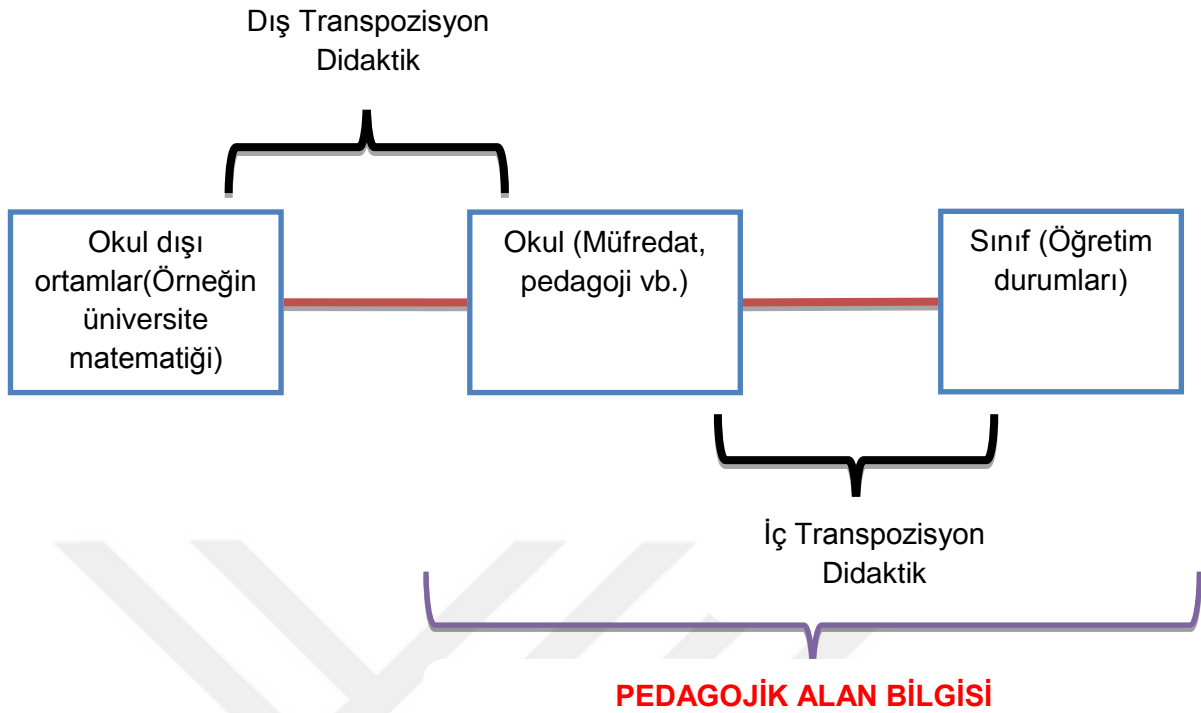 Dış Transpozisyon
Didaktik
Okul dışı
ortamlar(Örneğin
üniversite
matematiği)
Okul (Müfredat,
pedagoji vb.)
Sınıf (Öğretim
durumları)
İç Transpozisyon
Didaktik
PEDAGOJİK ALAN BİLGİSİ